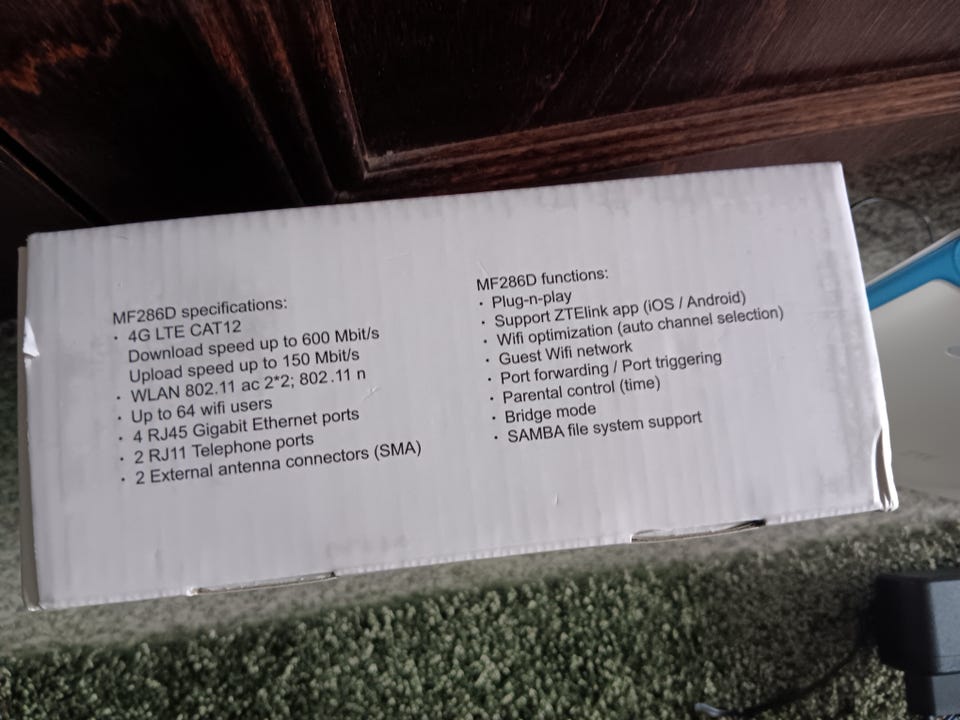 MF286D specifications:
· 4G LTE CAT12
Download speed up to 600 Mbit/s
Upload speed up to 150 Mbit/s
· WLAN 802.11 ac 2*2; 802.11 n
· Up to 64 wifi users
· 4 RJ45 Gigabit Ethernet ports
· 2 RJ11 Telephone ports
· 2 External antenna connectors (SMA)
MF286D functions:
· Plug-n-play
· Support ZTElink app (iOS / Android)
· Wifi optimization (auto channel selection)
· Guest Wifi network
· Port forwarding / Port triggering
· Parental control (time)
· Bridge mode
· SAMBA file system support